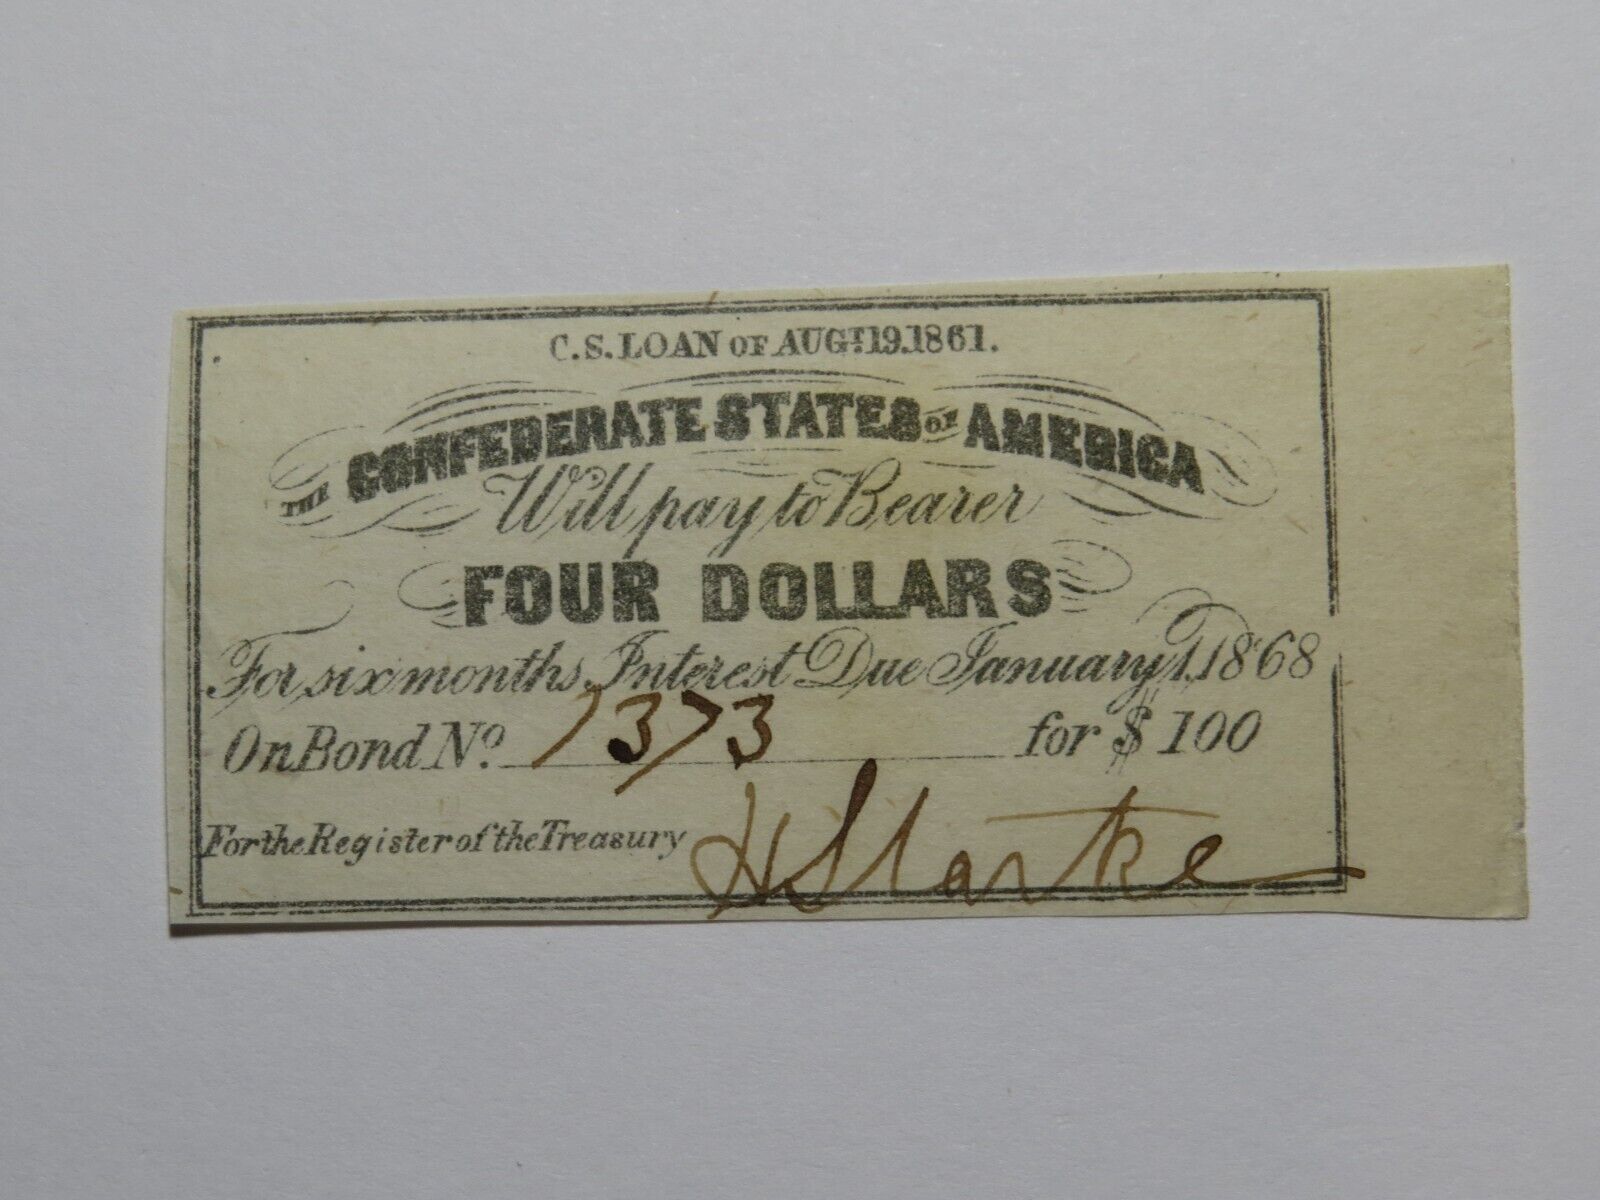 C.S. LOAN OF AUGT. 19. 1861.
THE CONFEDERATE STATES OF AMERICA
Will pay to Bearer
FOUR DOLLARS
For six months Interest Due January 1. 1868
On Bond No. 7373 for $ 100
For the Register of the Treasury